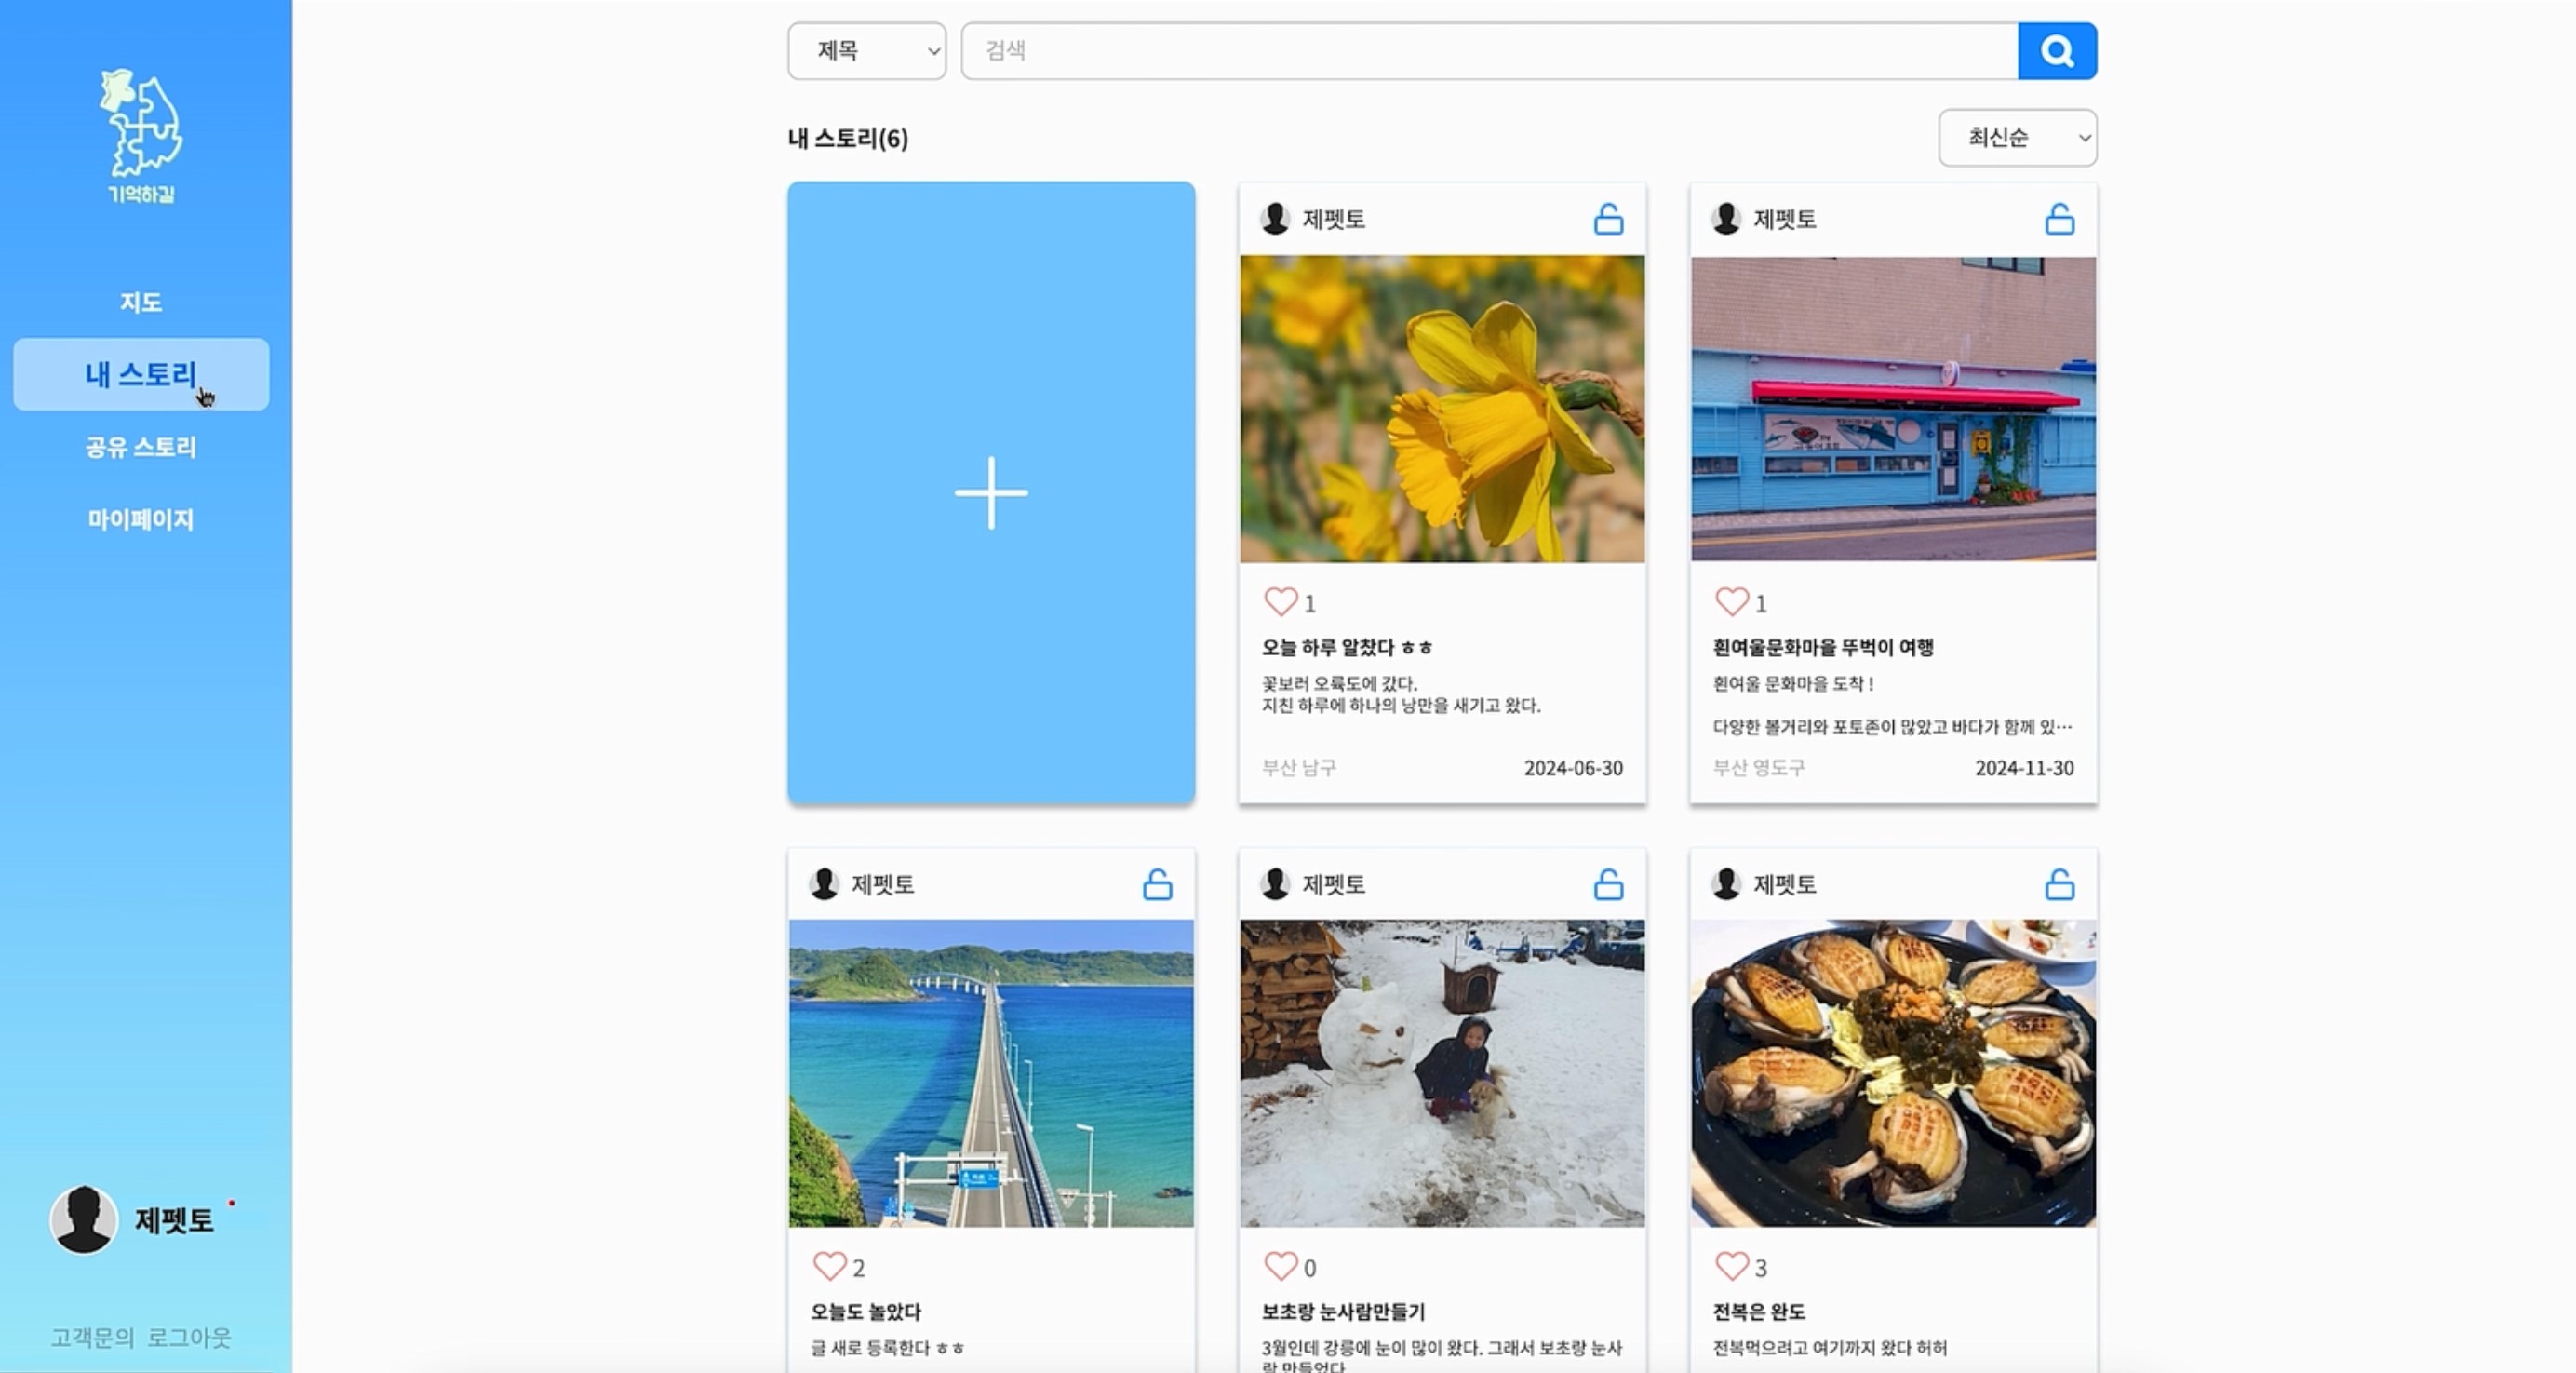 기억하길
지도
내 스토리
공유 스토리
마이페이지
제펫토
고객문의 로그아웃
제목
검색
내 스토리(6)
최신순
제펫토
1
오늘 하루 알찼다 ㅎㅎ
꽃보러 오륙도에 갔다.
지친 하루에 하나의 낭만을 새기고 왔다.
부산 남구
2024-06-30
제펫토
1
흰여울문화마을 뚜벅이 여행
흰여울 문화마을 도착 !
다양한 볼거리와 포토존이 많았고 바다가 함께 있…
부산 영도구
2024-11-30
제펫토
2
오늘도 놀았다
글 새로 등록한다 ㅎㅎ
제펫토
0
보초랑 눈사람만들기
3월인데 강릉에 눈이 많이 왔다. 그래서 보초랑 눈사
람 만들었다
제펫토
3
전복은 완도
전복먹으려고 여기까지 왔다 허허